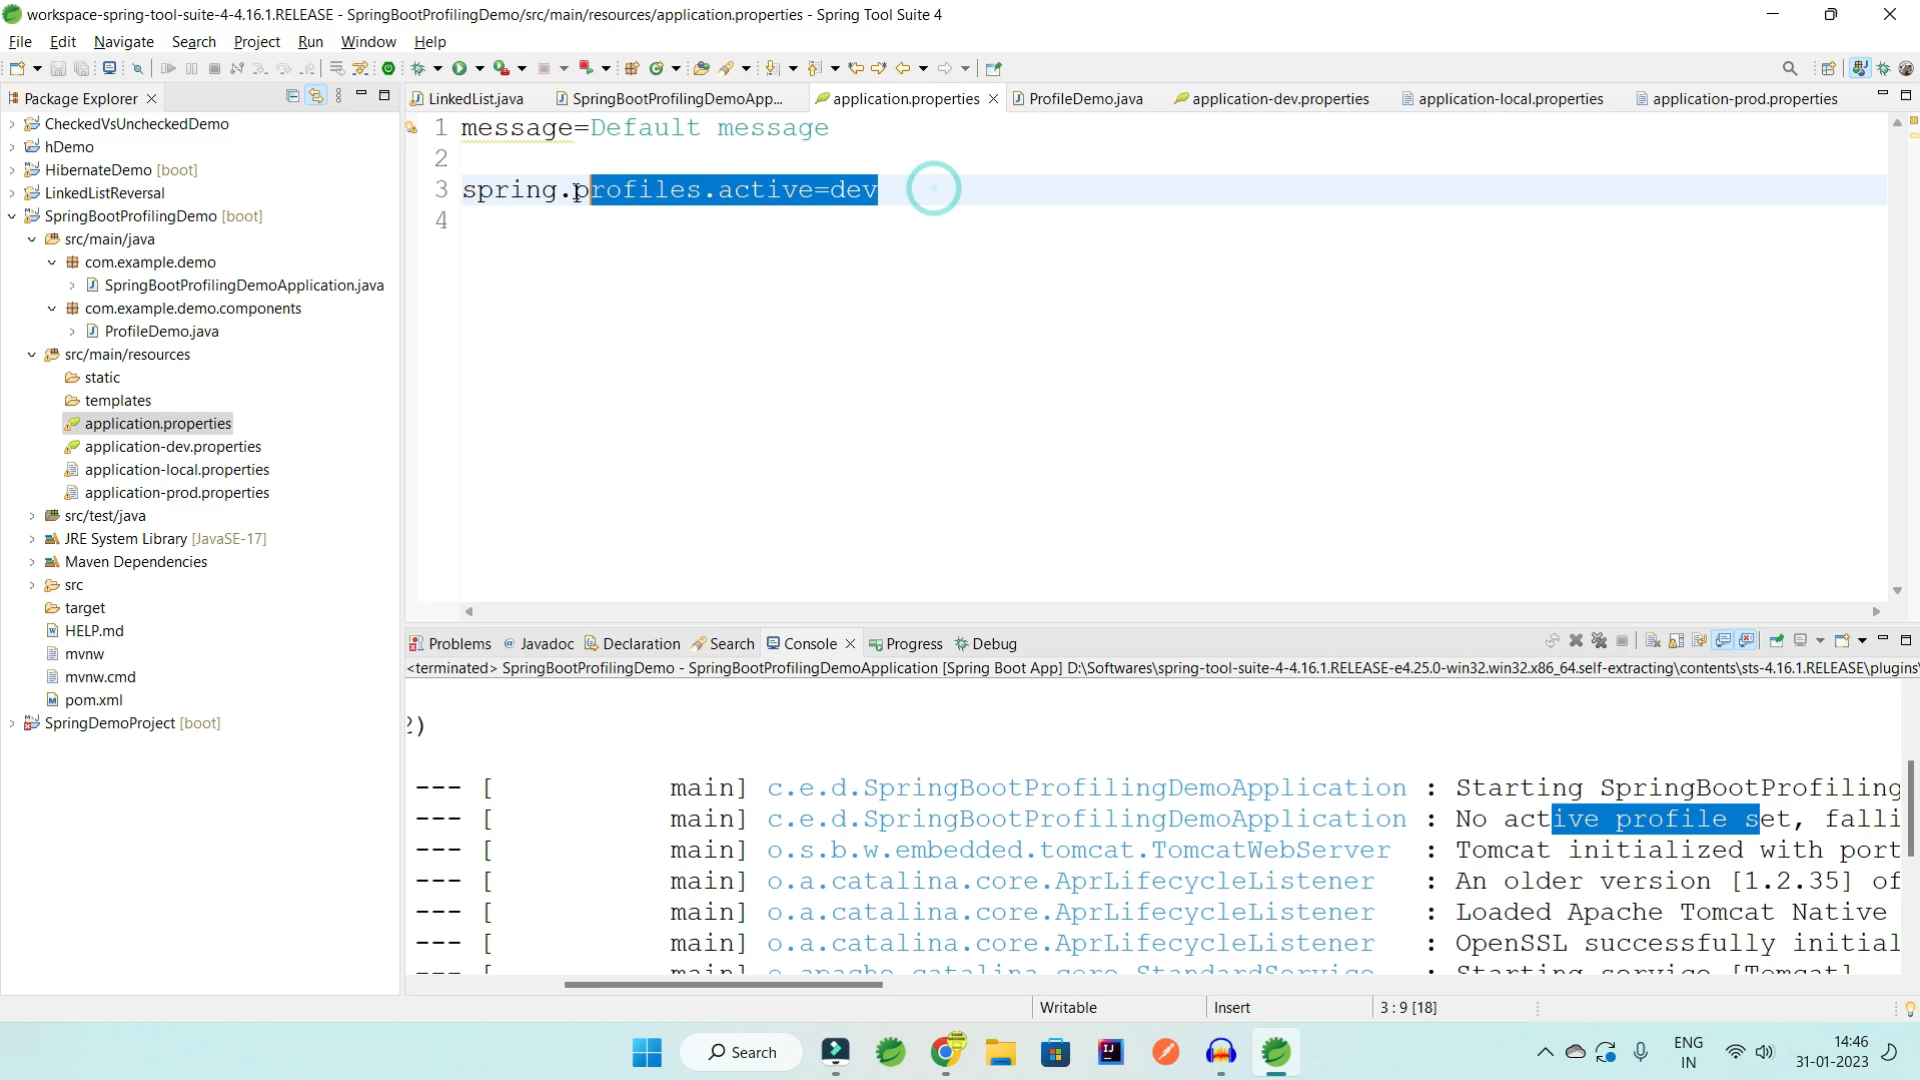 workspace-spring-tool-suite-4-4.16.1.RELEASE - SpringBootProfilingDemo/src/main/resources/application.properties - Spring Tool Suite 4
File Edit Navigate Search Project Run Window Help
Package Explorer
LinkedList.java SpringBootProfilingDemoApp... application.properties ProfileDemo.java application-dev.properties application-local.properties application-prod.properties
CheckedVsUncheckedDemo
hDemo
HibernateDemo [boot]
LinkedListReversal
SpringBootProfilingDemo [boot]
src/main/java
com.example.demo
SpringBootProfilingDemoApplication.java
com.example.demo.components
ProfileDemo.java
src/main/resources
static
templates
application.properties
application-dev.properties
application-local.properties
application-prod.properties
src/test/java
JRE System Library [JavaSE-17]
Maven Dependencies
src
target
HELP.md
mvnw
mvnw.cmd
pom.xml
SpringDemoProject [boot]
1 message=Default message
2
3 spring.profiles.active=dev
4
Problems Javadoc Declaration Search Console Progress Debug
<terminated> SpringBootProfilingDemo - SpringBootProfilingDemoApplication [Spring Boot App] D:\Softwares\spring-tool-suite-4-4.16.1.RELEASE-e4.25.0-win32.win32.x86_64.self-extracting\contents\sts-4.16.1.RELEASE\plugins\
2)
--- [ main] c.e.d.SpringBootProfilingDemoApplication : Starting SpringBootProfiling
--- [ main] c.e.d.SpringBootProfilingDemoApplication : No active profile set, falli
--- [ main] o.s.b.w.embedded.tomcat.TomcatWebServer : Tomcat initialized with port
--- [ main] o.a.catalina.core.AprLifecycleListener : An older version [1.2.35] of
--- [ main] o.a.catalina.core.AprLifecycleListener : Loaded Apache Tomcat Native
--- [ main] o.a.catalina.core.AprLifecycleListener : OpenSSL successfully initial
--- [ main] o.apache.catalina.core.StandardService : Starting service [Tomcat]
Writable Insert 3 : 9 [18]
Search
ENG
IN
14:46
31-01-2023